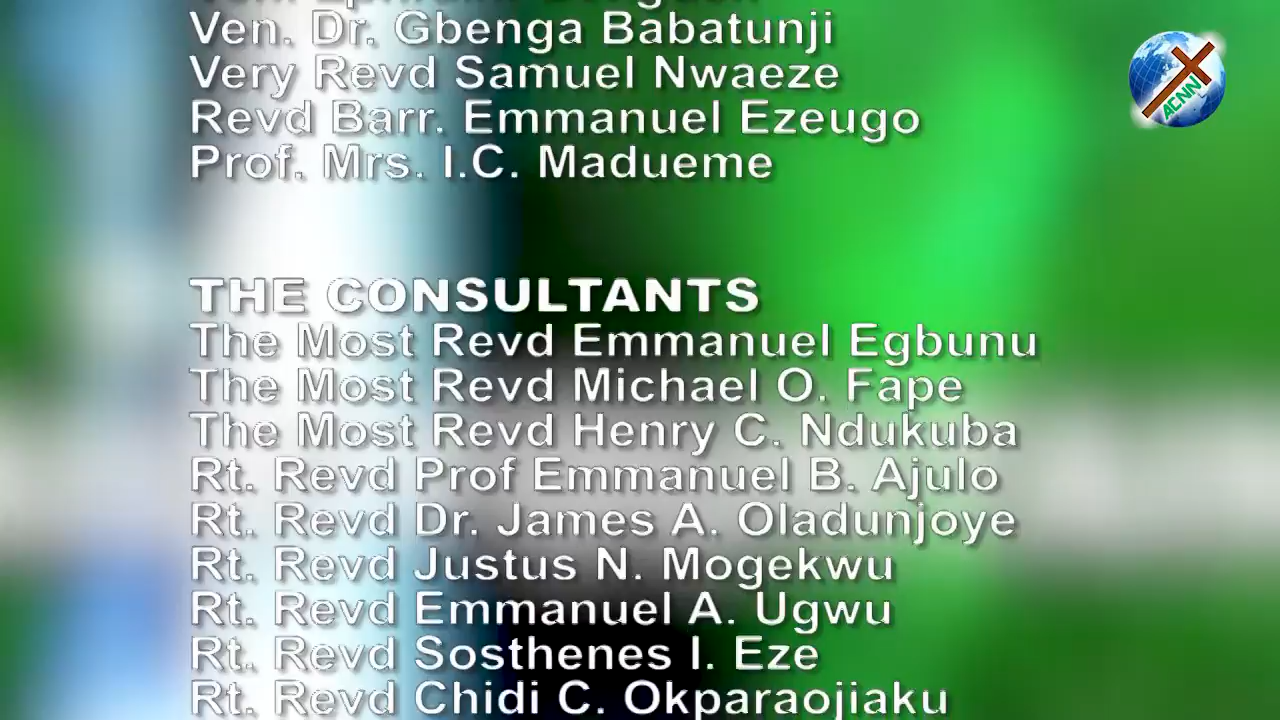 Ven. Dr. Gbenga Babatunji
Very Revd Samuel Nwaeze
Revd Barr. Emmanuel Ezeugo
Prof. Mrs. I.C. Madueme
THE CONSULTANTS
The Most Revd Emmanuel Egbunu
The Most Revd Michael O. Fape
The Most Revd Henry C. Ndukuba
Rt. Revd Prof Emmanuel B. Ajulo
Rt. Revd Dr. James A. Oladunjoye
Rt. Revd Justus N. Mogekwu
Rt. Revd Emmanuel A. Ugwu
Rt. Revd Sosthenes I. Eze
Rt. Revd Chidi C. Okparaojiaku
ACNN